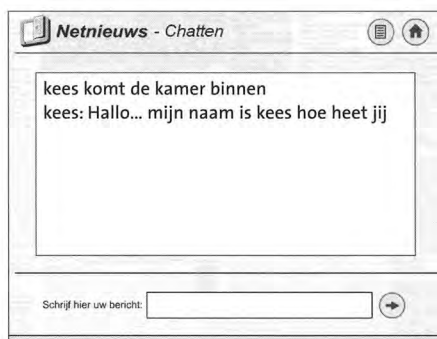 Netnieuws - Chatten
kees komt de kamer binnen
kees: Hallo... mijn naam is kees hoe heet jij
Schrijf hier uw bericht: